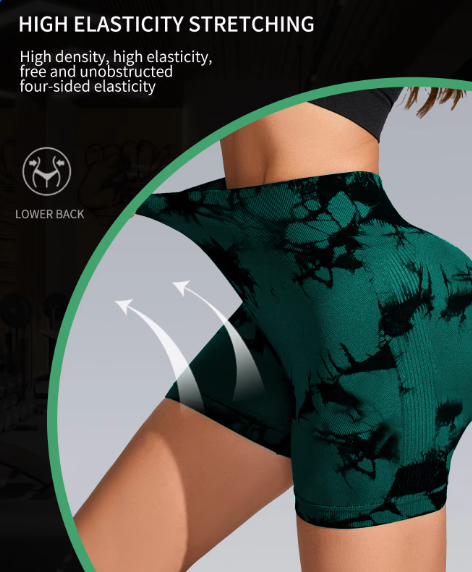 HIGH ELASTICITY STRETCHING
High density, high elasticity,
free and unobstructed
four-sided elasticity
LOWER BACK